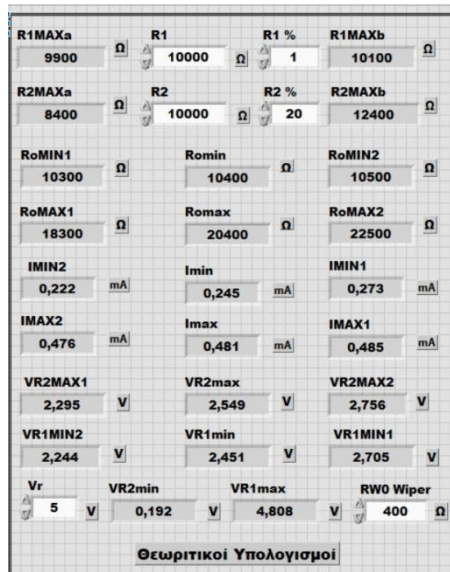 R1MAXa R1 R1 % R1MAXb
9900 Ω 10000 Ω 1 10100 Ω
R2MAXa R2 R2 % R2MAXb
8400 Ω 10000 Ω 20 12400 Ω
RoMIN1 Romin RoMIN2
10300 Ω 10400 Ω 10500 Ω
RoMAX1 Romax RoMAX2
18300 Ω 20400 Ω 22500 Ω
IMIN2 Imin IMIN1
0,222 mA 0,245 mA 0,273 mA
IMAX2 Imax IMAX1
0,476 mA 0,481 mA 0,485 mA
VR2MAX1 VR2max VR2MAX2
2,295 V 2,549 V 2,756 V
VR1MIN2 VR1min VR1MIN1
2,244 V 2,451 V 2,705 V
Vr VR2min VR1max RW0 Wiper
5 V 0,192 V 4,808 V 400 Ω
Θεωριτικοί Υπολογισμοί